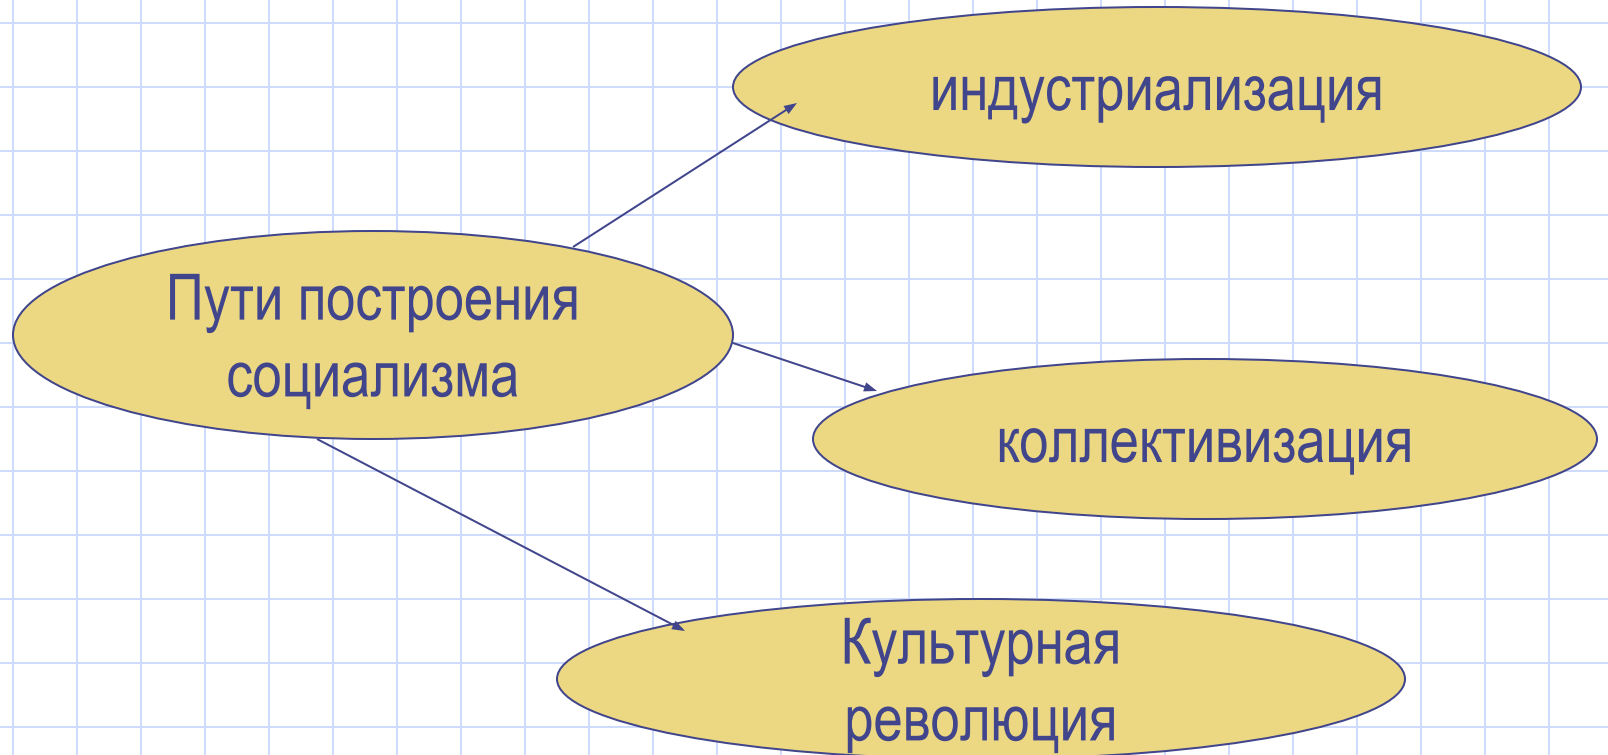 индустриализация
Пути построения
социализма
коллективизация
Культурная
революция